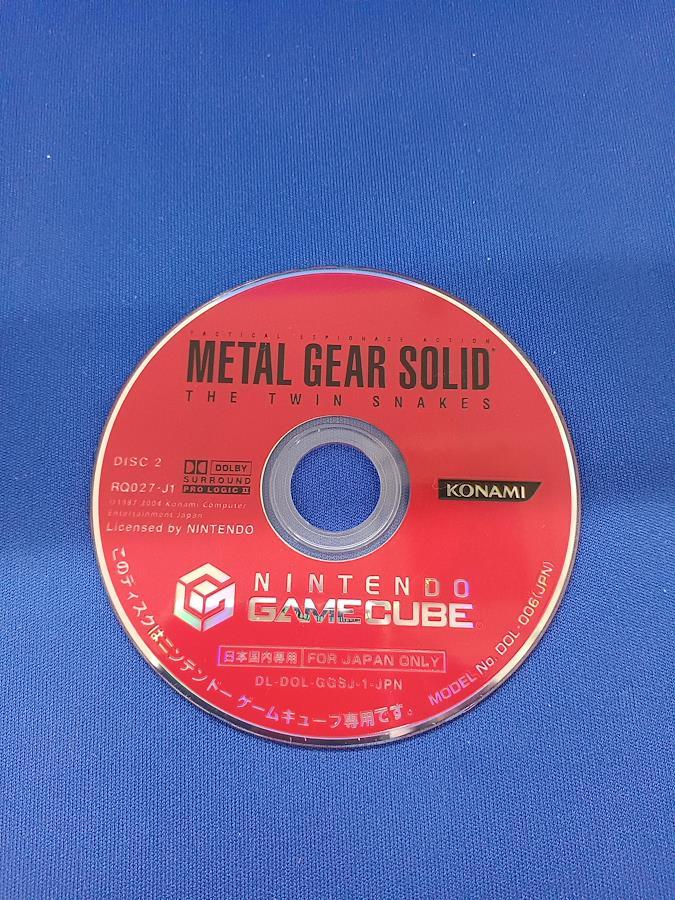 TACTICAL ESPIONAGE ACTION
METAL GEAR SOLID
THE TWIN SNAKES
DISC 2
RQ027-J1
DOLBY
SURROUND
PRO LOGIC II
©1987 2004 Konami Computer
Entertainment Japan
Licensed by NINTENDO
KONAMI
NINTENDO
GAMECUBE
日本国内専用 FOR JAPAN ONLY
DL-DOL-GGSJ-1-JPN
このディスクはニンテンドー ゲームキューブ専用です。
MODEL No. DOL-006(JPN)